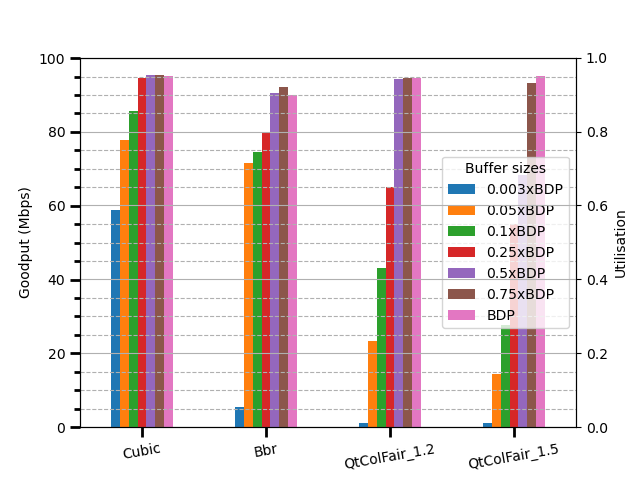 100
80
60
40
20
0
Goodput (Mbps)
1.0
0.8
0.6
0.4
0.2
0.0
Utilisation
Buffer sizes
0.003xBDP
0.05xBDP
0.1xBDP
0.25xBDP
0.5xBDP
0.75xBDP
BDP
Cubic
Bbr
QtColFair_1.2
QtColFair_1.5